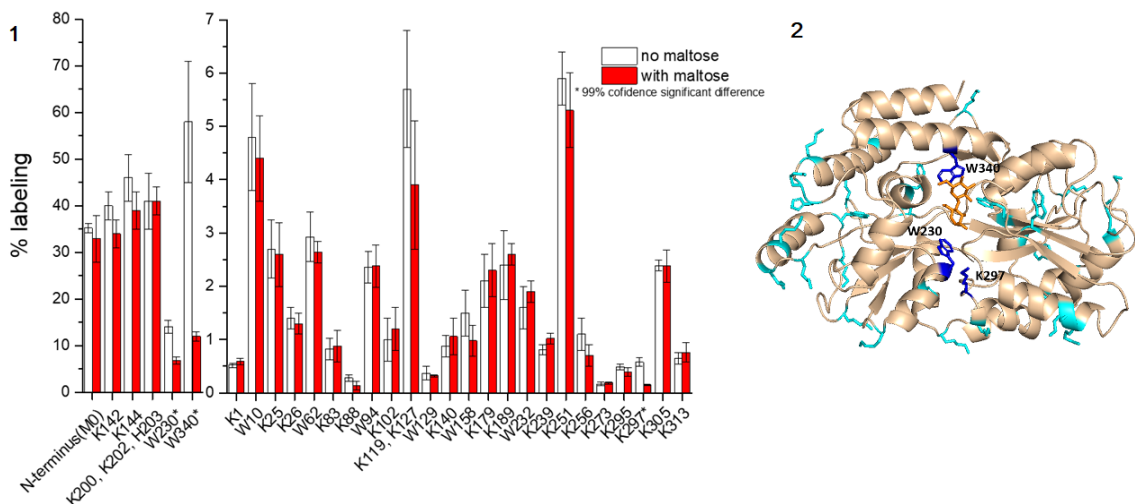 1
2
% labeling
80
70
60
50
40
30
20
10
0
7
6
5
4
3
2
1
0
no maltose
with maltose
* 99% cofidence significant difference
N-terminus(M0)
K142
K144
K200, K202, H203
W230*
W340*
K1
W10
K25
K26
W62
K83
K88
W94
K102
K119, K127
W129
K140
W158
K179
K189
W232
K239
K251
K256
K273
K295
K297*
K305
K313
W340
W230
K297